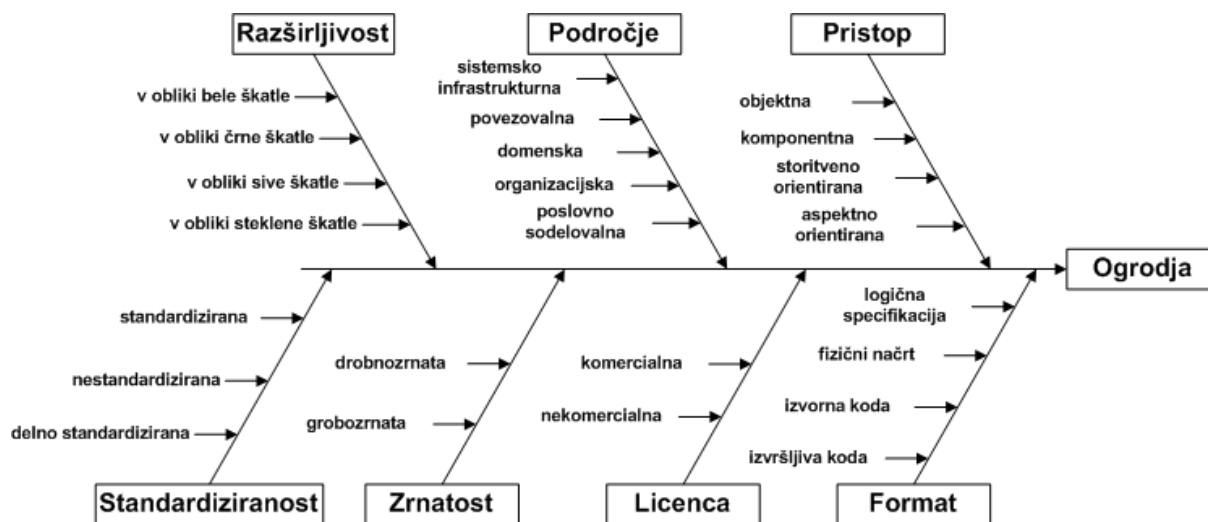 Razširljivost
v obliki bele škatle
v obliki črne škatle
v obliki sive škatle
v obliki steklene škatle
Področje
sistemsko
infrastrukturna
povezovalna
domenska
organizacijska
poslovno
sodelovalna
Pristop
objektna
komponentna
storitveno
orientirana
aspektno
orientirana
Ogrodja
standardizirana
nestandardizirana
delno standardizirana
Standardiziranost
drobnozrnata
grobozrnata
Zrnatost
komercialna
nekomercialna
Licenca
logična
specifikacija
fizični načrt
izvorna koda
izvršljiva koda
Format